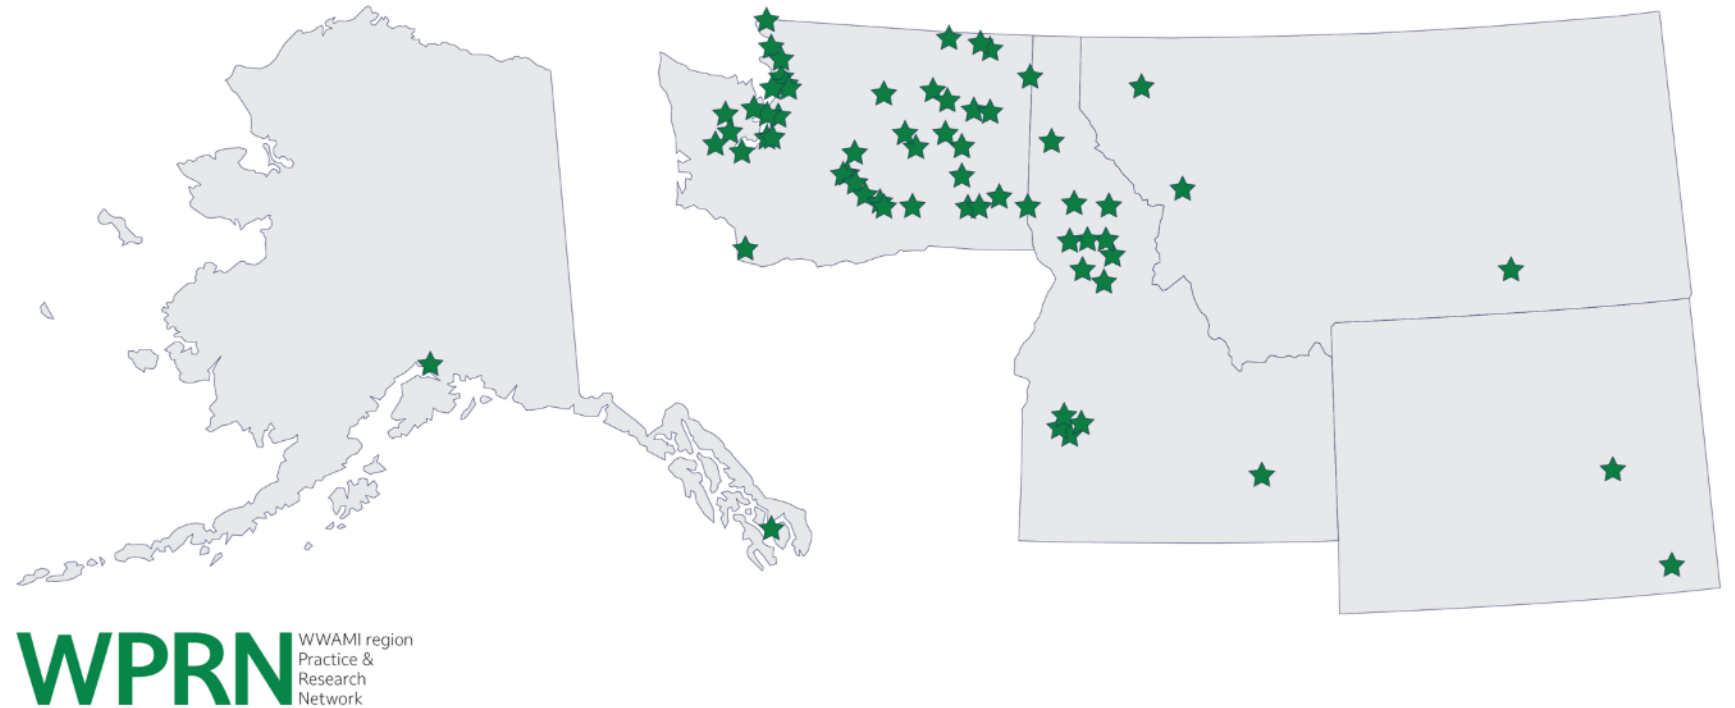 WPRN
WWAMI region
Practice &
Research
Network